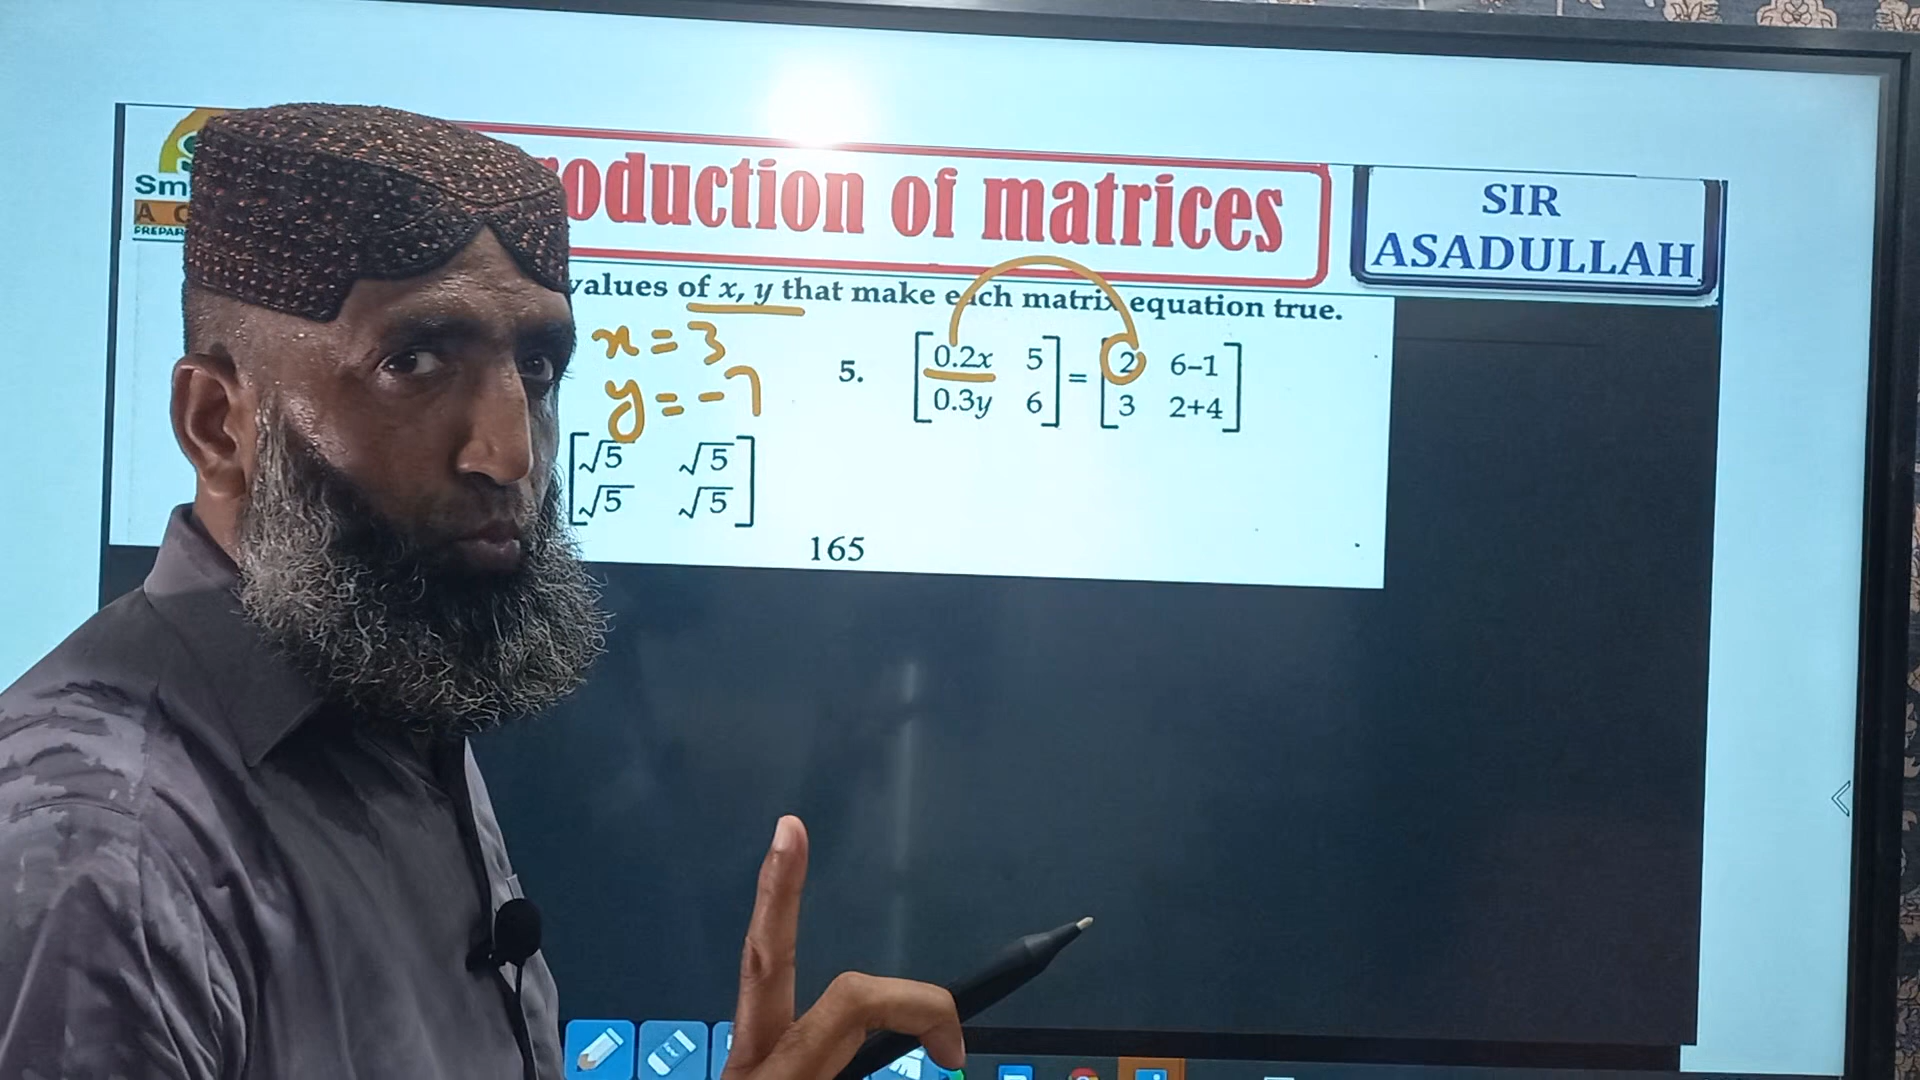 Sm
A C
PREPAR
oduction of matrices
SIR
ASADULLAH
values of x, y that make each matrix equation true.
x = 3
y = -7
5. [0.2x 5 0.3y 6] = [2 6–1 3 2+4]
[√5 √5
√5 √5]
165